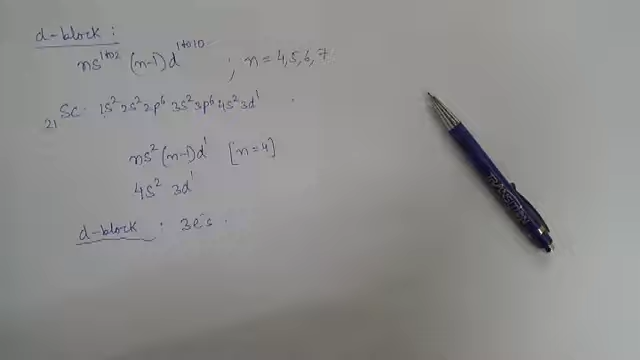 d-block :
ns¹ᵗᵒ² (n-1)d¹ᵗᵒ¹⁰ ; n = 4,5,6,7
₂₁Sc - 1s² 2s² 2p⁶ 3s² 3p⁶ 4s² 3d¹
ns² (n-1)d¹ [n=4]
4s² 3d¹
d-block : 3e⁻s .